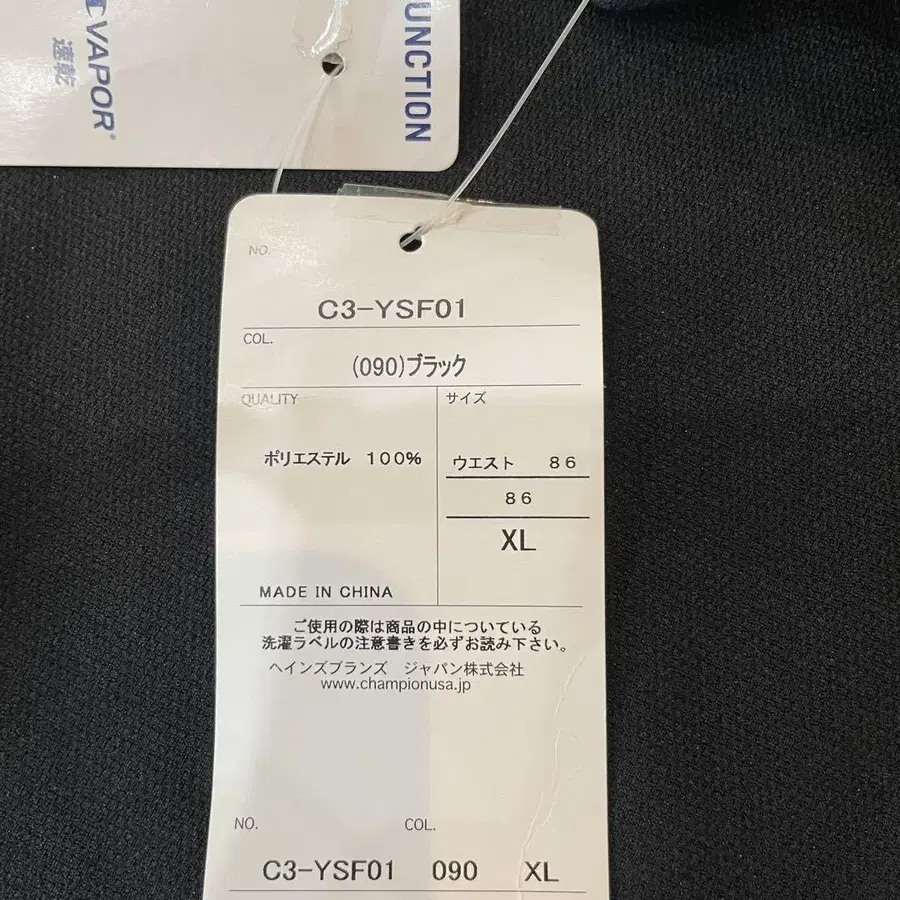 UNCTION
VAPOR®
速乾
NO.
C3-YSF01
COL.
(090)ブラック
QUALITY
サイズ
ポリエステル 100%
ウエスト 86
86
XL
MADE IN CHINA
ご使用の際は商品の中についている
洗濯ラベルの注意書きを必ずお読み下さい。
ヘインズブランズ ジャパン株式会社
www.championusa.jp
NO.
COL.
C3-YSF01 090 XL